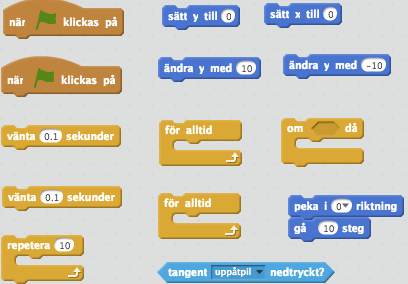 när klickas på
sätt y till 0
sätt x till 0
när klickas på
ändra y med 10
ändra y med -10
vänta 0.1 sekunder
för alltid
om då
vänta 0.1 sekunder
för alltid
peka i 0 riktning
gå 10 steg
repetera 10
tangent uppåtpil nedtryckt?